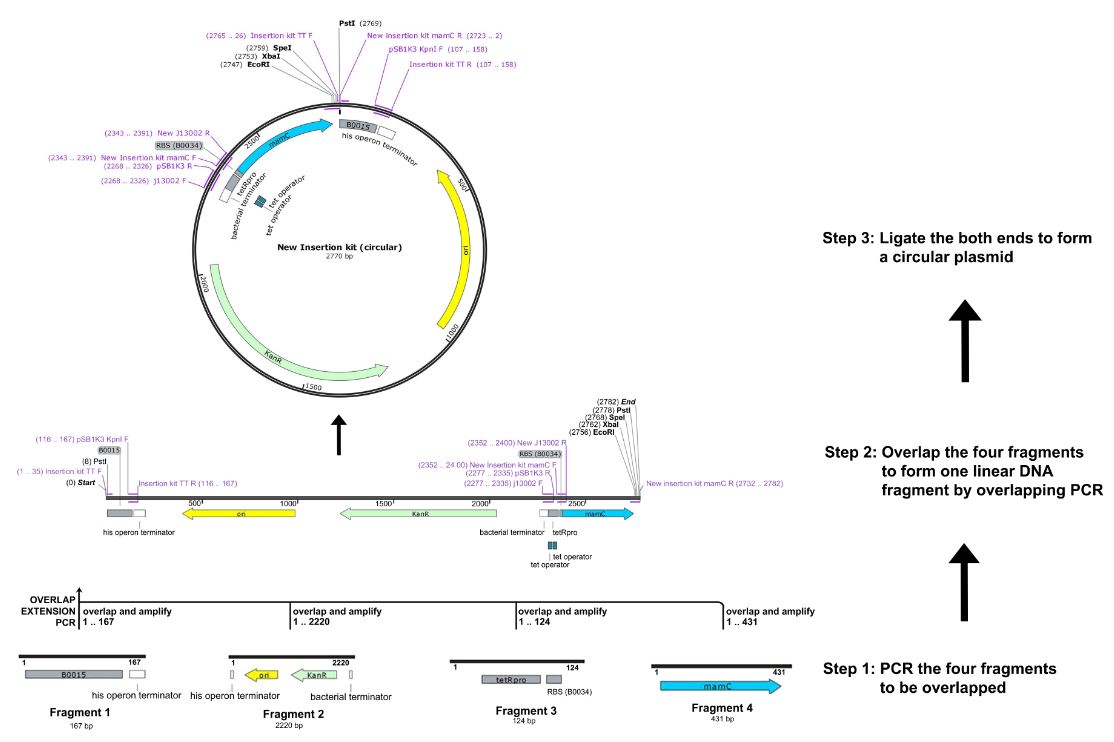 PstI (2769)
(2765 .. 26) Insertion kit TT F
New Insertion kit mamC R (2723 .. 2)
(2759) SpeI
pSB1K3 KpnI F (107 .. 158)
(2753) XbaI
(2747) EcoRI
Insertion kit TT R (107 .. 158)
B0015
his operon terminator
(2343 .. 2391) New J13002 R
RBS (B0034)
(2343 .. 2391) New Insertion kit mamC F
(2268 .. 2326) pSB1K3 R
(2268 .. 2326) j13002 F
2500
mamC
tetRpro
bacterial terminator
tet operator
tet operator
500
ori
New Insertion kit (circular)
2770 bp
2000
1000
KanR
1500
Step 3: Ligate the both ends to form
a circular plasmid
(2782) End
(2778) PstI
(2768) SpeI
(2762) XbaI
(2756) EcoRI
(116 .. 167) pSB1K3 KpnI F
B0015
(8) PstI
(1 .. 35) Insertion kit TT F
(0) Start
Insertion kit TT R (116 .. 167)
(2352 .. 2400) New J13002 R
RBS (B0034)
(2352 .. 24 00) New Insertion kit mamC F
(2277 .. 2335) pSB1K3 R
(2277 .. 2335) j13002 F
New insertion kit mamC R (2732 .. 2782)
500
1000
1500
2000
2500
ori
KanR
mamC
his operon terminator
bacterial terminator
tetRpro
tet operator
tet operator
Step 2: Overlap the four fragments
to form one linear DNA
fragment by overlapping PCR
OVERLAP
EXTENSION
PCR
overlap and amplify
1 .. 167
overlap and amplify
1 .. 2220
overlap and amplify
1 .. 124
overlap and amplify
1 .. 431
1 167
B0015
his operon terminator
Fragment 1
167 bp
1 2220
ori
KanR
his operon terminator
bacterial terminator
Fragment 2
2220 bp
1 124
tetRpro
RBS (B0034)
Fragment 3
124 bp
1 431
mamC
Fragment 4
431 bp
Step 1: PCR the four fragments
to be overlapped